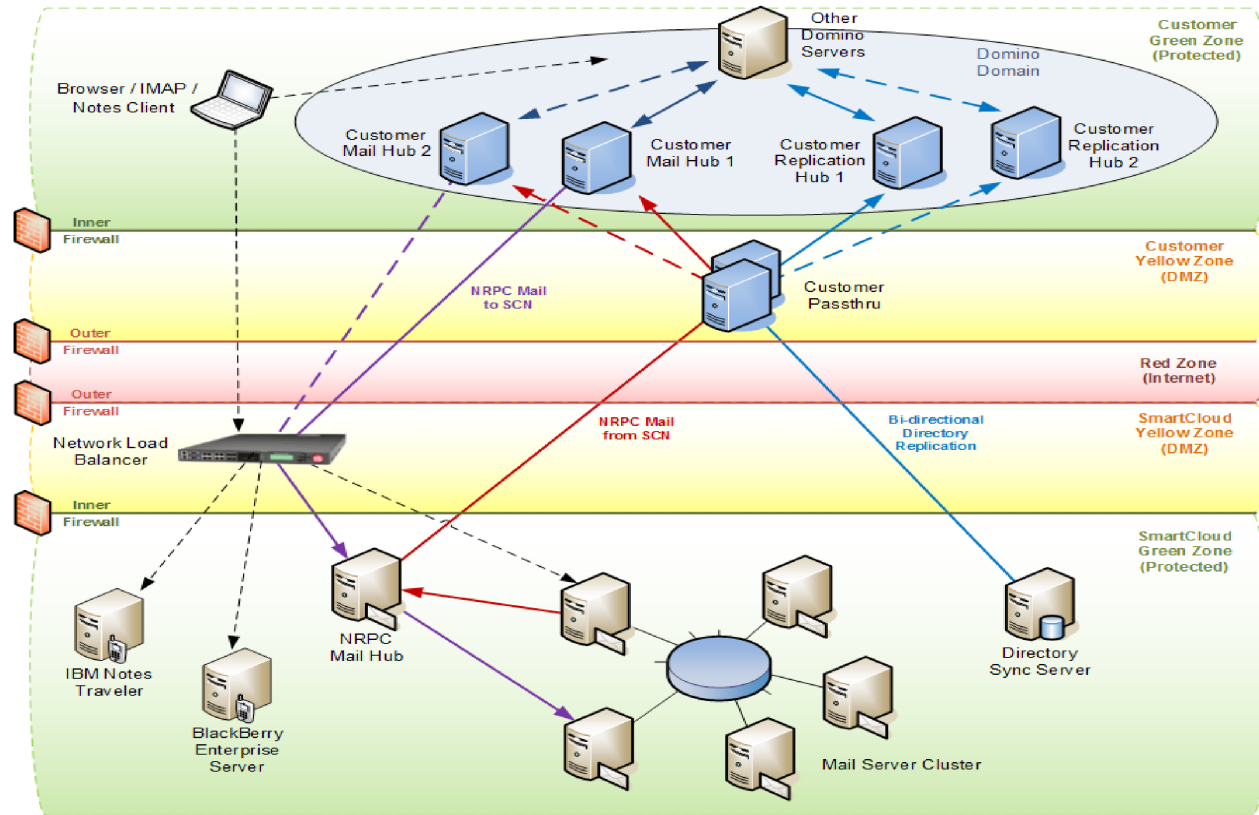 Other
Domino
Servers
Customer
Green Zone
(Protected)
Domino
Domain
Browser / IMAP /
Notes Client
Customer
Mail Hub 2
Customer
Mail Hub 1
Customer
Replication
Hub 1
Customer
Replication
Hub 2
Inner
Firewall
Customer
Yellow Zone
(DMZ)
NRPC Mail
to SCN
Customer
Passthru
Outer
Firewall
Red Zone
(Internet)
Outer
Firewall
Network Load
Balancer
NRPC Mail
from SCN
Bi-directional
Directory
Replication
SmartCloud
Yellow Zone
(DMZ)
Inner
Firewall
SmartCloud
Green Zone
(Protected)
IBM Notes
Traveler
BlackBerry
Enterprise
Server
NRPC
Mail Hub
Directory
Sync Server
Mail Server Cluster